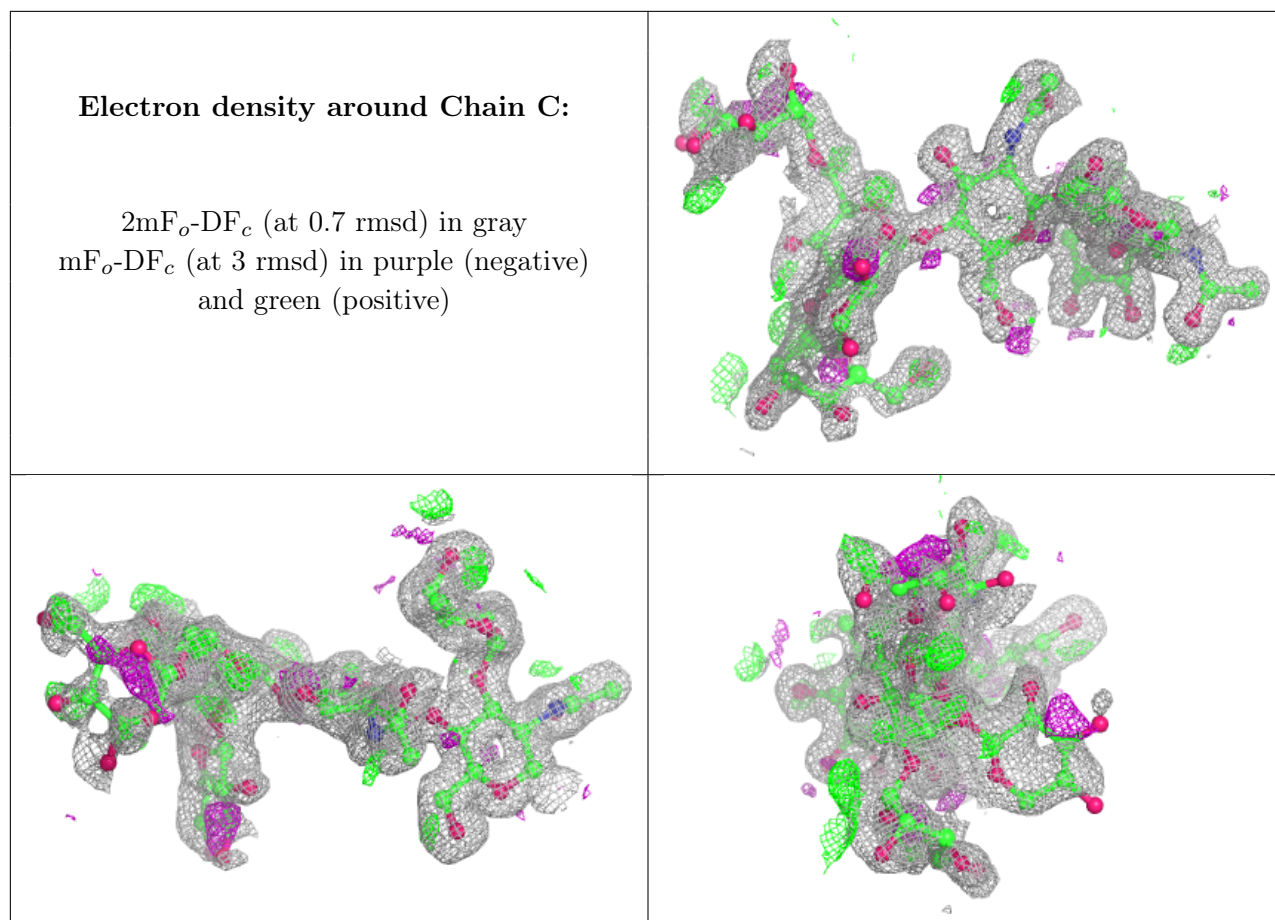 Electron density around Chain C:
2mFo-DFc (at 0.7 rmsd) in gray
mFo-DFc (at 3 rmsd) in purple (negative)
and green (positive)